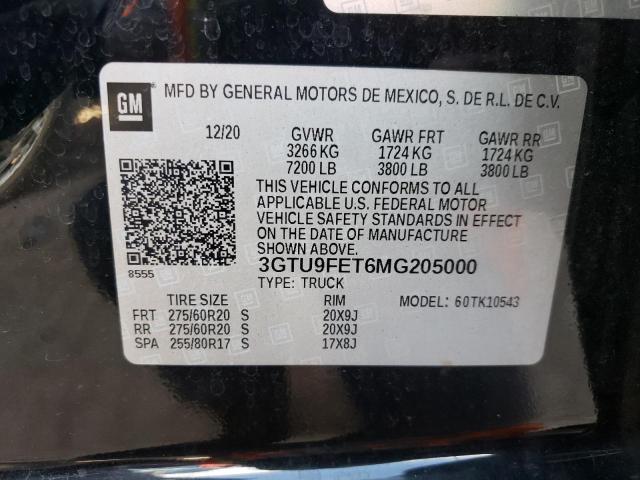 GM MFD BY GENERAL MOTORS DE MEXICO, S. DE R.L. DE C.V.
12/20 GVWR GAWR FRT GAWR RR
3266 KG 1724 KG 1724 KG
7200 LB 3800 LB 3800 LB
THIS VEHICLE CONFORMS TO ALL
APPLICABLE U.S. FEDERAL MOTOR
VEHICLE SAFETY STANDARDS IN EFFECT
ON THE DATE OF MANUFACTURE
SHOWN ABOVE.
8555
3GTU9FET6MG205000
TYPE: TRUCK MODEL: 60TK10543
TIRE SIZE RIM
FRT 275/60R20 S 20X9J
RR 275/60R20 S 20X9J
SPA 255/80R17 S 17X8J